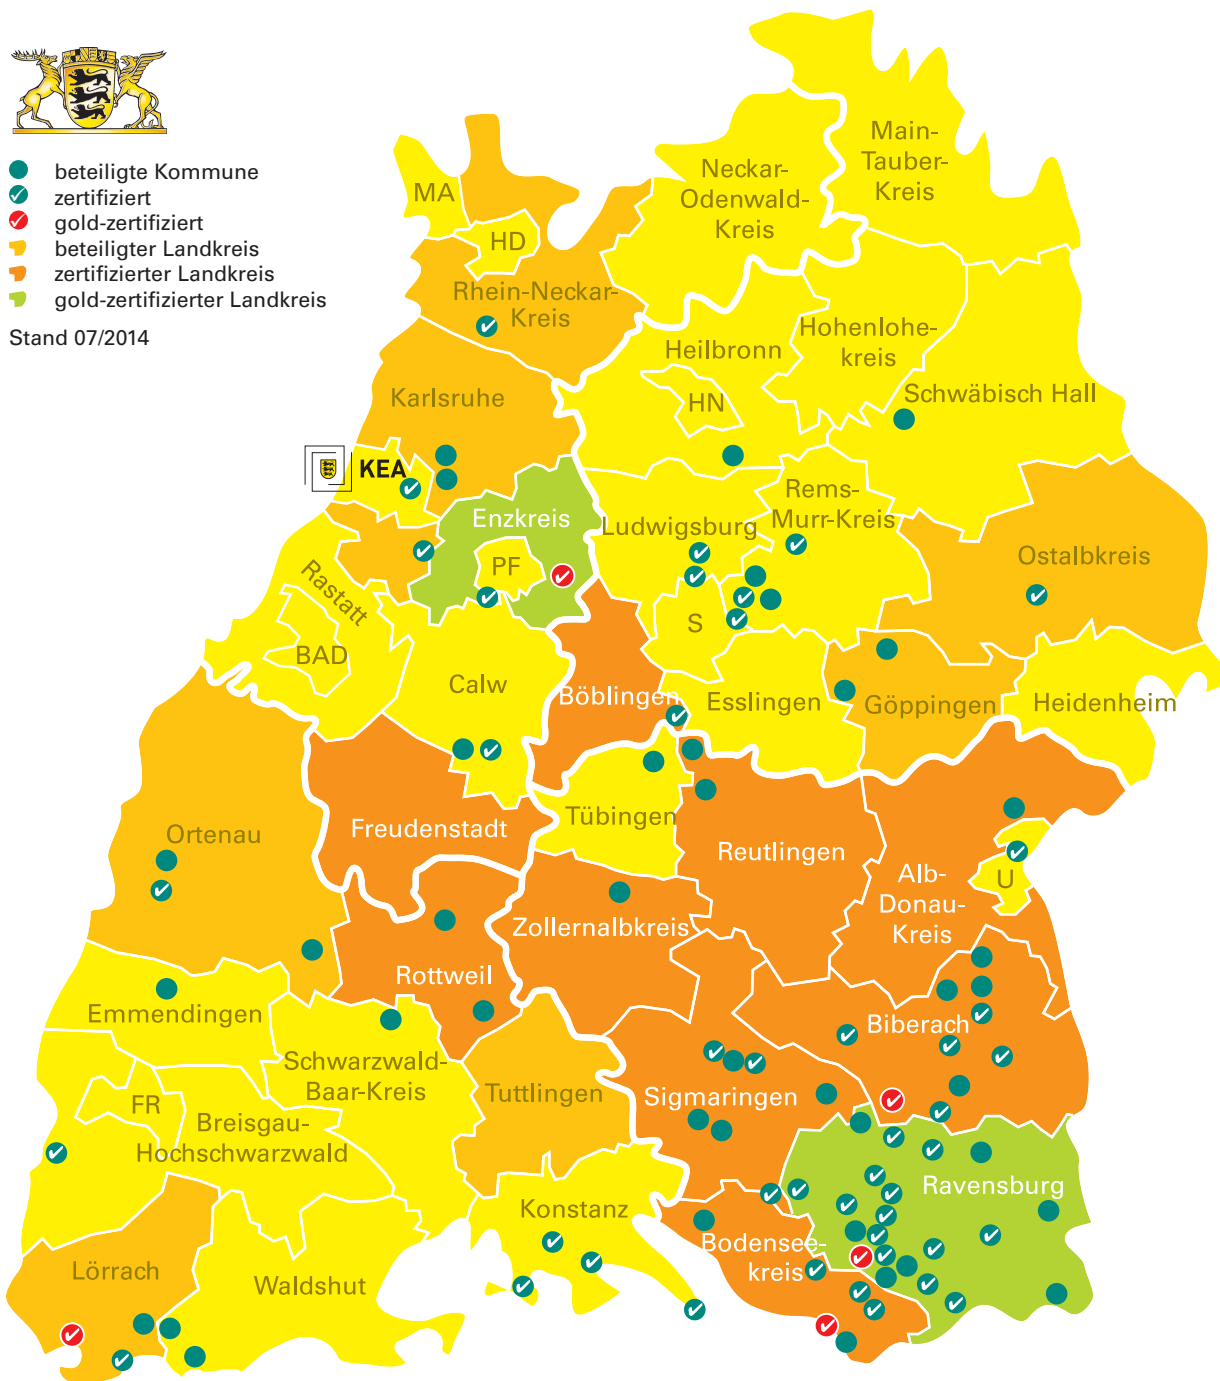 beteiligte Kommune
zertifiziert
gold-zertifiziert
beteiligter Landkreis
zertifizierter Landkreis
gold-zertifizierter Landkreis
Stand 07/2014
Main-
Tauber-
Kreis
Neckar-
Odenwald-
Kreis
MA
HD
Rhein-Neckar-
Kreis
Hohenlohe-
kreis
Heilbronn
HN
Schwäbisch Hall
Karlsruhe
KEA
Enzkreis
PF
Ludwigsburg
Rems-
Murr-Kreis
Ostalbkreis
Rastatt
BAD
S
Calw
Böblingen
Esslingen
Göppingen
Heidenheim
Ortenau
Freudenstadt
Tübingen
Reutlingen
Alb-
Donau-
Kreis
U
Zollernalbkreis
Rottweil
Emmendingen
Biberach
Schwarzwald-
Baar-Kreis
Tuttlingen
Sigmaringen
FR
Breisgau-
Hochschwarzwald
Ravensburg
Konstanz
Bodensee-
kreis
Lörrach
Waldshut